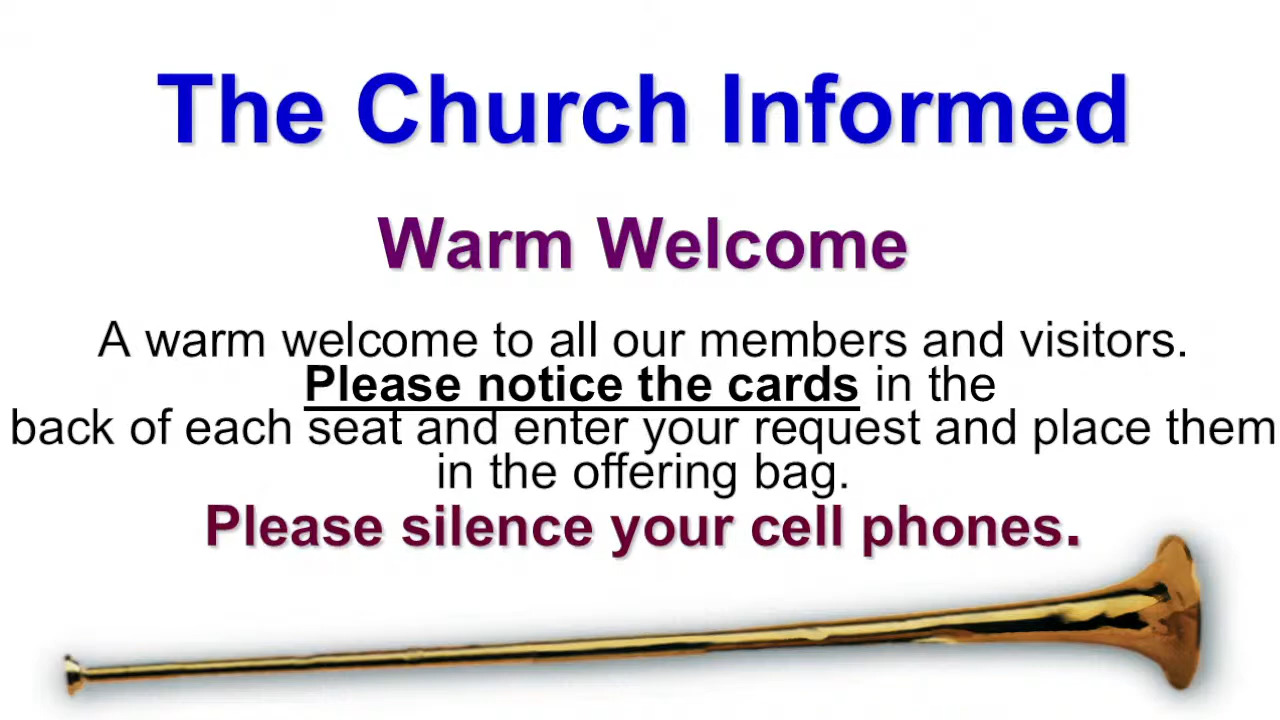 The Church Informed
Warm Welcome
A warm welcome to all our members and visitors.
Please notice the cards in the
back of each seat and enter your request and place them
in the offering bag.
Please silence your cell phones.